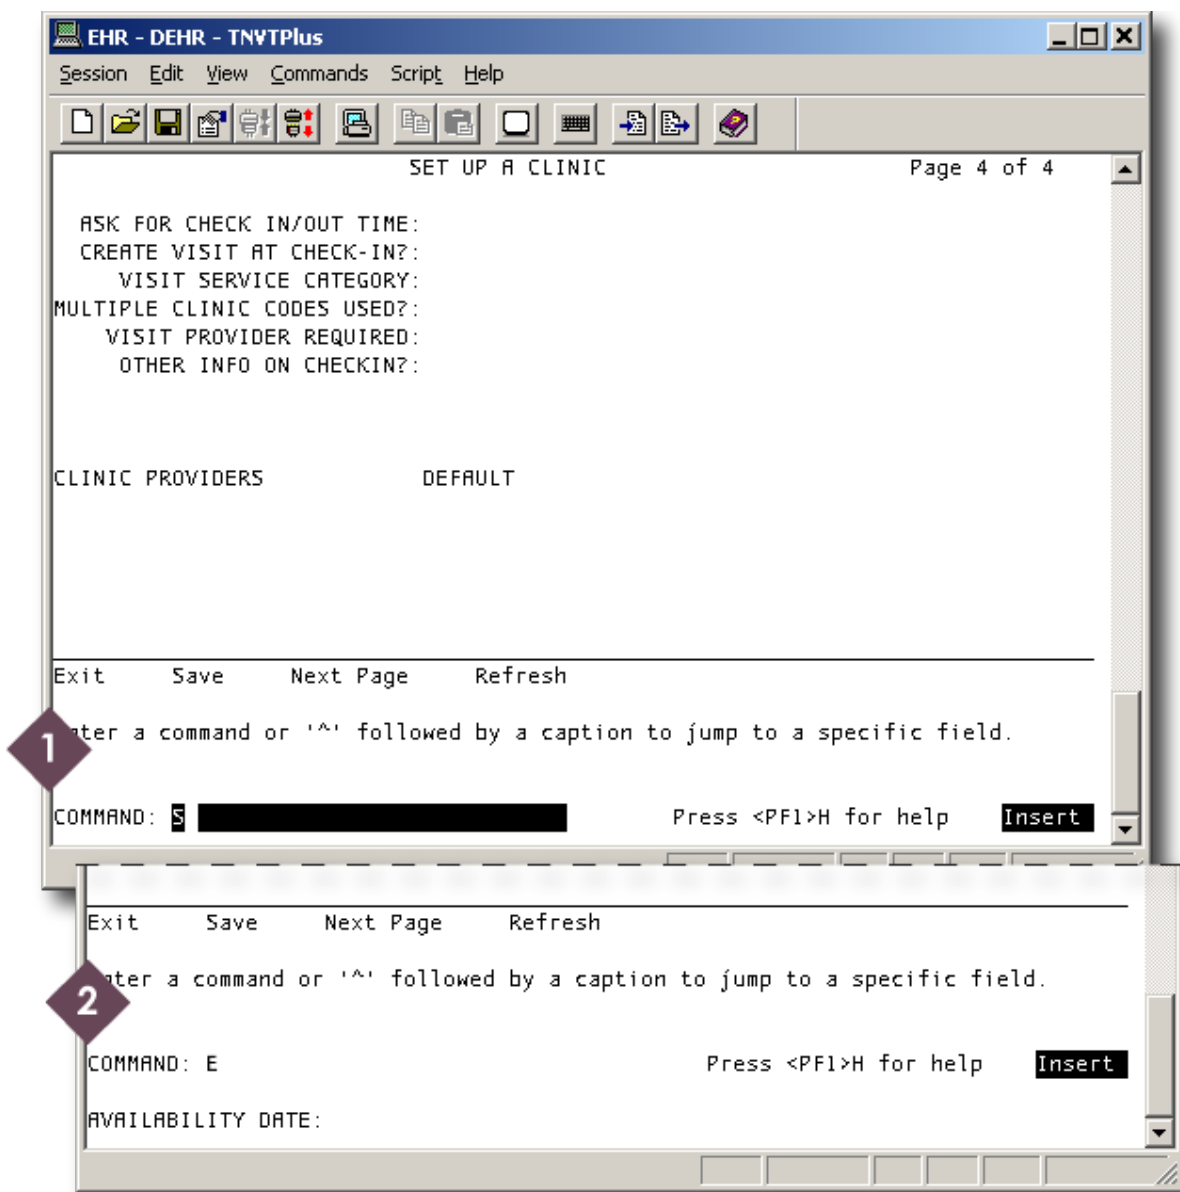 EHR - DEHR - TNVTPlus
Session Edit View Commands Script Help
SET UP A CLINIC Page 4 of 4
ASK FOR CHECK IN/OUT TIME:
CREATE VISIT AT CHECK-IN?:
VISIT SERVICE CATEGORY:
MULTIPLE CLINIC CODES USED?:
VISIT PROVIDER REQUIRED:
OTHER INFO ON CHECKIN?:
CLINIC PROVIDERS DEFAULT
Exit Save Next Page Refresh
1
ter a command or '^' followed by a caption to jump to a specific field.
COMMAND: S Press <PF1>H for help Insert
Exit Save Next Page Refresh
2
ter a command or '^' followed by a caption to jump to a specific field.
COMMAND: E Press <PF1>H for help Insert
AVAILABILITY DATE: